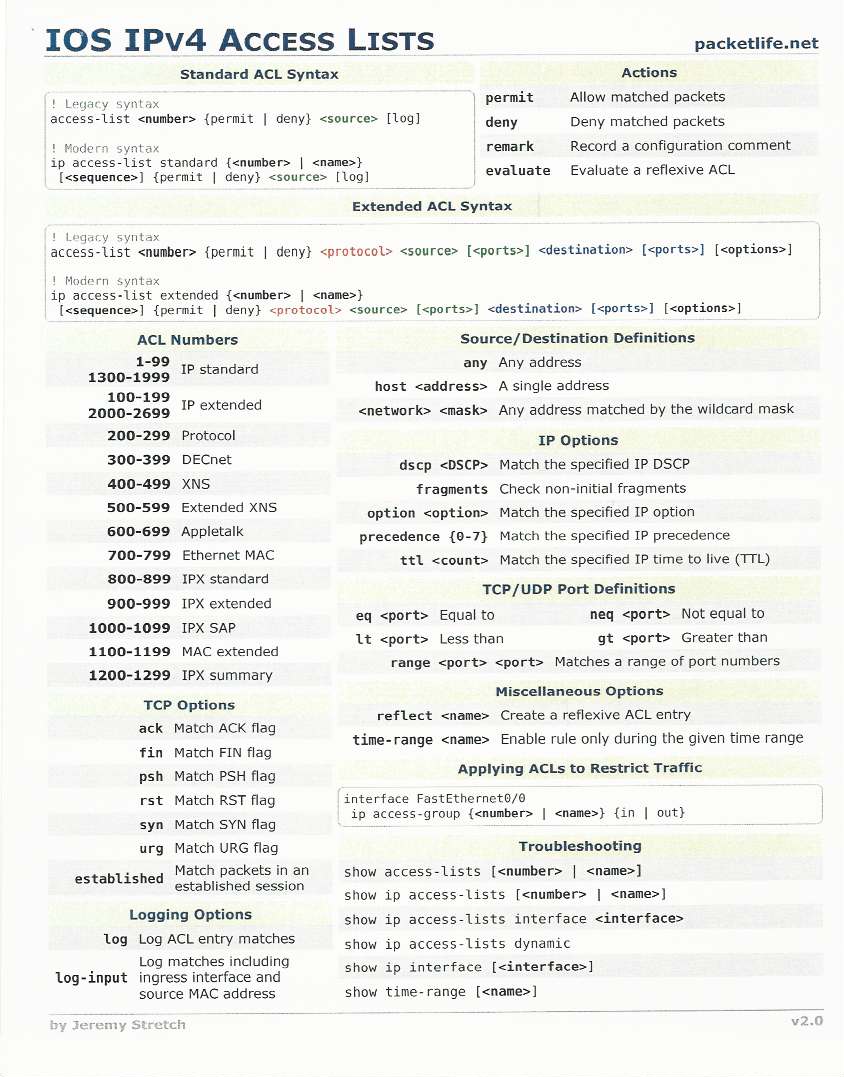 IOS IPv4 Access Lists
packetlife.net
Standard ACL Syntax
! Legacy syntax
access-list <number> {permit | deny} <source> [log]
! Modern syntax
ip access-list standard {<number> | <name>}
[<sequence>] {permit | deny} <source> [log]
Actions
permit Allow matched packets
deny Deny matched packets
remark Record a configuration comment
evaluate Evaluate a reflexive ACL
Extended ACL Syntax
! Legacy syntax
access-list <number> {permit | deny} <protocol> <source> [<ports>] <destination> [<ports>] [<options>]
! Modern syntax
ip access-list extended {<number> | <name>}
[<sequence>] {permit | deny} <protocol> <source> [<ports>] <destination> [<ports>] [<options>]
ACL Numbers
1-99
1300-1999 IP standard
100-199
2000-2699 IP extended
200-299 Protocol
300-399 DECnet
400-499 XNS
500-599 Extended XNS
600-699 Appletalk
700-799 Ethernet MAC
800-899 IPX standard
900-999 IPX extended
1000-1099 IPX SAP
1100-1199 MAC extended
1200-1299 IPX summary
TCP Options
ack Match ACK flag
fin Match FIN flag
psh Match PSH flag
rst Match RST flag
syn Match SYN flag
urg Match URG flag
established Match packets in an
established session
Logging Options
log Log ACL entry matches
log-input Log matches including
ingress interface and
source MAC address
Source/Destination Definitions
any Any address
host <address> A single address
<network> <mask> Any address matched by the wildcard mask
IP Options
dscp <DSCP> Match the specified IP DSCP
fragments Check non-initial fragments
option <option> Match the specified IP option
precedence {0-7} Match the specified IP precedence
ttl <count> Match the specified IP time to live (TTL)
TCP/UDP Port Definitions
eq <port> Equal to neq <port> Not equal to
lt <port> Less than gt <port> Greater than
range <port> <port> Matches a range of port numbers
Miscellaneous Options
reflect <name> Create a reflexive ACL entry
time-range <name> Enable rule only during the given time range
Applying ACLs to Restrict Traffic
interface FastEthernet0/0
ip access-group {<number> | <name>} {in | out}
Troubleshooting
show access-lists [<number> | <name>]
show ip access-lists [<number> | <name>]
show ip access-lists interface <interface>
show ip access-lists dynamic
show ip interface [<interface>]
show time-range [<name>]
by Jeremy Stretch
v2.0